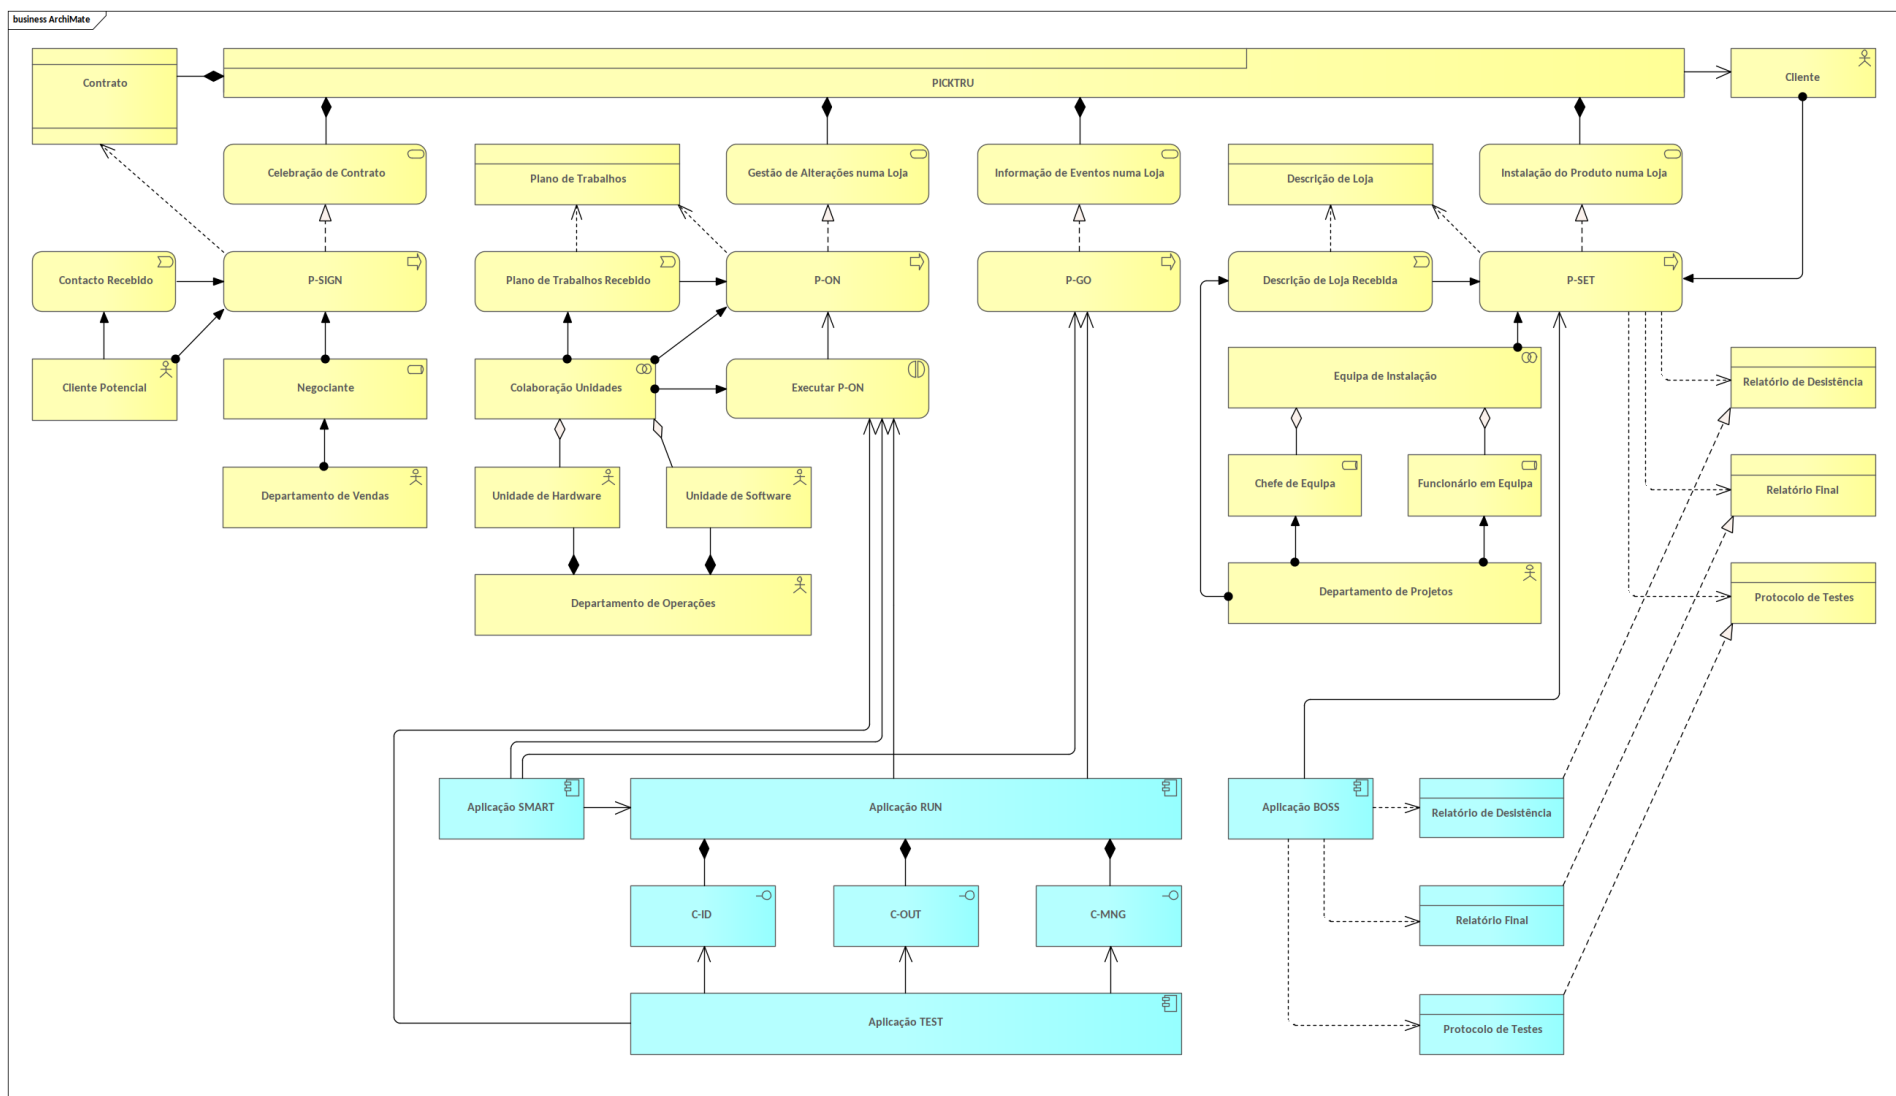 business ArchiMate
Contrato
PICKTRU
Cliente
Celebração de Contrato
Plano de Trabalhos
Gestão de Alterações numa Loja
Informação de Eventos numa Loja
Descrição de Loja
Instalação do Produto numa Loja
Contacto Recebido
P-SIGN
Plano de Trabalhos Recebido
P-ON
P-GO
Descrição de Loja Recebida
P-SET
Cliente Potencial
Negociante
Colaboração Unidades
Executar P-ON
Equipa de Instalação
Relatório de Desistência
Departamento de Vendas
Unidade de Hardware
Unidade de Software
Chefe de Equipa
Funcionário em Equipa
Relatório Final
Departamento de Operações
Departamento de Projetos
Protocolo de Testes
Aplicação SMART
Aplicação RUN
Aplicação BOSS
Relatório de Desistência
C-ID
C-OUT
C-MNG
Relatório Final
Aplicação TEST
Protocolo de Testes